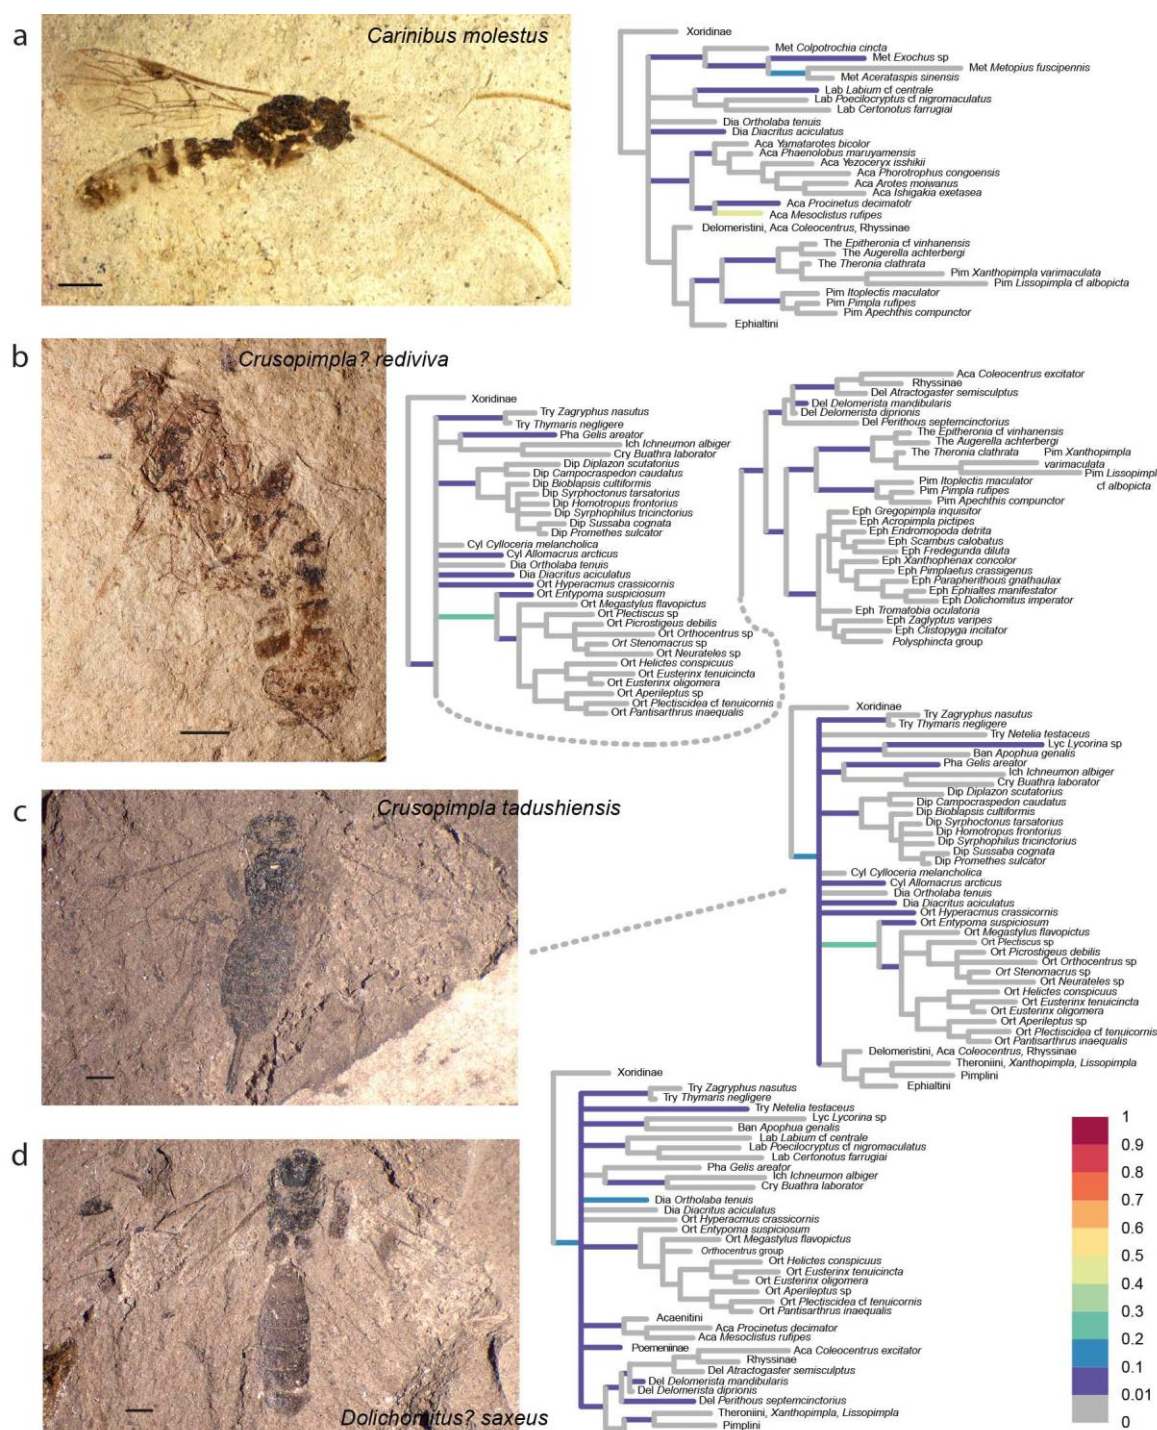 a
Carinibus molestus
Xoridinae
Met Colpotrochia cincta
Met Exochus sp
Met Metopius fuscipennis
Met Acerataspis sinensis
Lab Labium cf centrale
Lab Poecilocryptus cf nigromaculatus
Lab Certonotus farrugiai
Dia Ortholaba tenuis
Dia Diacritus aciculatus
Aca Yamatarotes bicolor
Aca Phaenolobus maruyamensis
Aca Yezoceryx isshikii
Aca Phorotrophus congoensis
Aca Arotes moiwanus
Aca Ishigakia exetasea
Aca Procinetus decimatotr
Aca Mesoclistus rufipes
Delomeristini, Aca Coleocentrus, Rhyssinae
The Epitheronia cf vinhanensis
The Augerella achterbergi
The Theronia clathrata
Pim Xanthopimpla varimaculata
Pim Lissopimpla cf albopicta
Pim Itoplectis maculator
Pim Pimpla rufipes
Pim Apechthis compunctor
Ephialtini
b
Crusopimpla? rediviva
Xoridinae
Try Zagryphus nasutus
Try Thymaris negligere
Pha Gelis areator
Ich Ichneumon albiger
Cry Buathra laborator
Dip Diplazon scutatorius
Dip Campocraspedon caudatus
Dip Bioblapsis cultiformis
Dip Syrphoctonus tarsatorius
Dip Homotropus frontorius
Dip Syrphophilus tricinctorius
Dip Sussaba cognata
Dip Promethes sulcator
Cyl Cylloceria melancholica
Cyl Allomacrus arcticus
Dia Ortholaba tenuis
Dia Diacritus aciculatus
Ort Hyperacmus crassicornis
Ort Entypoma suspiciosum
Ort Megastylus flavopictus
Ort Plectiscus sp
Ort Picrostigeus debilis
Ort Orthocentrus sp
Ort Stenomacrus sp
Ort Neurateles sp
Ort Helictes conspicuus
Ort Eusterinx tenuicincta
Ort Eusterinx oligomera
Ort Aperileptus sp
Ort Plectiscidea cf tenuicornis
Ort Pantisarthrus inaequalis
Aca Coleocentrus excitator
Rhyssinae
Del Atractogaster semisculptus
Del Delomerista mandibularis
Del Delomerista diprionis
Del Perithous septemcinctorius
The Epitheronia cf vinhanensis
The Augerella achterbergi
The Theronia clathrata
Pim Xanthopimpla
varimaculata
Pim Lissopimpl
cf albopicta
Pim Itoplectis maculator
Pim Pimpla rufipes
Pim Apechthis compunctor
Eph Gregopimpla inquisitor
Eph Acropimpla pictipes
Eph Endromopoda detrita
Eph Scambus calobatus
Eph Fredegunda diluta
Eph Xanthophenax concolor
Eph Pimplaetus crassigenus
Eph Parapherithous gnathaulax
Eph Ephialtes manifestator
Eph Dolichomitus imperator
Eph Tromatobia oculatoria
Eph Zaglyptus varipes
Eph Clistopyga incitator
Polysphincta group
c
Crusopimpla tadushiensis
Xoridinae
Try Zagryphus nasutus
Try Thymaris negligere
Try Netelia testaceus
Lyc Lycorina sp
Ban Apophua genalis
Pha Gelis areator
Ich Ichneumon albiger
Cry Buathra laborator
Dip Diplazon scutatorius
Dip Campocraspedon caudatus
Dip Bioblapsis cultiformis
Dip Syrphoctonus tarsatorius
Dip Homotropus frontorius
Dip Syrphophilus tricinctorius
Dip Sussaba cognata
Dip Promethes sulcator
Cyl Cylloceria melancholica
Cyl Allomacrus arcticus
Dia Ortholaba tenuis
Dia Diacritus aciculatus
Ort Hyperacmus crassicornis
Ort Entypoma suspiciosum
Ort Megastylus flavopictus
Ort Plectiscus sp
Ort Picrostigeus debilis
Ort Orthocentrus sp
Ort Stenomacrus sp
Ort Neurateles sp
Ort Helictes conspicuus
Ort Eusterinx tenuicincta
Ort Eusterinx oligomera
Ort Aperileptus sp
Ort Plectiscidea cf tenuicornis
Ort Pantisarthrus inaequalis
Delomeristini, Aca Coleocentrus, Rhyssinae
Theroniini, Xanthopimpla, Lissopimpla
Pimplini
Ephialtini
d
Dolichomitus? saxeus
Xoridinae
Try Zagryphus nasutus
Try Thymaris negligere
Try Netelia testaceus
Lyc Lycorina sp
Ban Apophua genalis
Lab Labium cf centrale
Lab Poecilocryptus cf nigromaculatus
Lab Certonotus farrugiai
Pha Gelis areator
Ich Ichneumon albiger
Cry Buathra laborator
Dia Ortholaba tenuis
Dia Diacritus aciculatus
Ort Hyperacmus crassicornis
Ort Entypoma suspiciosum
Ort Megastylus flavopictus
Orthocentrus group
Ort Helictes conspicuus
Ort Eusterinx tenuicincta
Ort Eusterinx oligomera
Ort Aperileptus sp
Ort Plectiscidea cf tenuicornis
Ort Pantisarthrus inaequalis
Acaenitini
Aca Procinetus decimator
Aca Mesoclistus rufipes
Poemeniinae
Aca Coleocentrus excitator
Rhyssinae
Del Atractogaster semisculptus
Del Delomerista mandibularis
Del Delomerista diprionis
Del Perithous septemcinctorius
Theroniini, Xanthopimpla, Lissopimpla
Pimplini
1
0.9
0.8
0.7
0.6
0.5
0.4
0.3
0.2
0.1
0.01
0